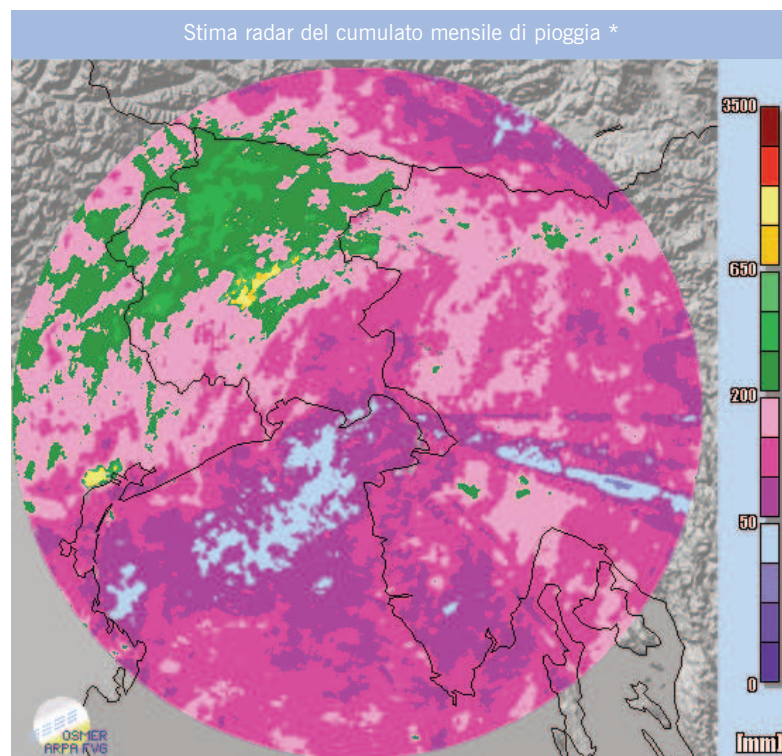 Stima radar del cumulato mensile di pioggia *
3500
650
200
50
0
[mm]
OSMER
ARPA FVG